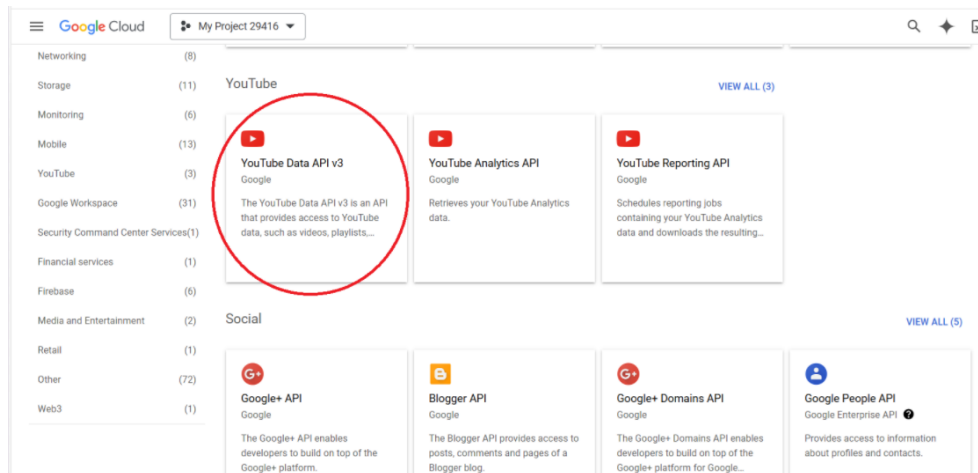 Google Cloud
My Project 29416
Networking (8)
Storage (11)
Monitoring (6)
Mobile (13)
YouTube (3)
Google Workspace (31)
Security Command Center Services(1)
Financial services (1)
Firebase (6)
Media and Entertainment (2)
Retail (1)
Other (72)
Web3 (1)
YouTube
VIEW ALL (3)
YouTube Data API v3
Google
The YouTube Data API v3 is an API
that provides access to YouTube
data, such as videos, playlists,...
YouTube Analytics API
Google
Retrieves your YouTube Analytics
data.
YouTube Reporting API
Google
Schedules reporting jobs
containing your YouTube Analytics
data and downloads the resulting...
Social
VIEW ALL (5)
G+
Google+ API
Google
The Google+ API enables
developers to build on top of the
Google+ platform.
Blogger API
Google
The Blogger API provides access to
posts, comments and pages of a
Blogger blog.
G+
Google+ Domains API
Google
The Google+ Domains API enables
developers to build on top of the
Google+ platform for Google...
Google People API
Google Enterprise API ?
Provides access to information
about profiles and contacts.